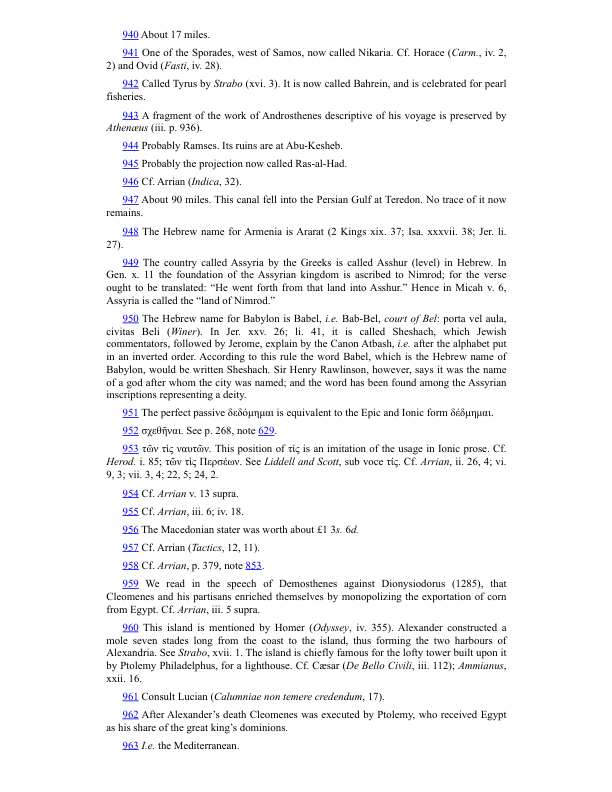 940 About 17 miles.
941 One of the Sporades, west of Samos, now called Nikaria. Cf. Horace (Carm., iv. 2,
2) and Ovid (Fasti, iv. 28).
942 Called Tyrus by Strabo (xvi. 3). It is now called Bahrein, and is celebrated for pearl
fisheries.
943 A fragment of the work of Androsthenes descriptive of his voyage is preserved by
Athenæus (iii. p. 936).
944 Probably Ramses. Its ruins are at Abu-Kesheb.
945 Probably the projection now called Ras-al-Had.
946 Cf. Arrian (Indica, 32).
947 About 90 miles. This canal fell into the Persian Gulf at Teredon. No trace of it now
remains.
948 The Hebrew name for Armenia is Ararat (2 Kings xix. 37; Isa. xxxvii. 38; Jer. li.
27).
949 The country called Assyria by the Greeks is called Asshur (level) in Hebrew. In
Gen. x. 11 the foundation of the Assyrian kingdom is ascribed to Nimrod; for the verse
ought to be translated: “He went forth from that land into Asshur.” Hence in Micah v. 6,
Assyria is called the “land of Nimrod.”
950 The Hebrew name for Babylon is Babel, i.e. Bab-Bel, court of Bel: porta vel aula,
civitas Beli (Winer). In Jer. xxv. 26; li. 41, it is called Sheshach, which Jewish
commentators, followed by Jerome, explain by the Canon Atbash, i.e. after the alphabet put
in an inverted order. According to this rule the word Babel, which is the Hebrew name of
Babylon, would be written Sheshach. Sir Henry Rawlinson, however, says it was the name
of a god after whom the city was named; and the word has been found among the Assyrian
inscriptions representing a deity.
951 The perfect passive δεδόμημαι is equivalent to the Epic and Ionic form δέδμημαι.
952 σχεθῆναι. See p. 268, note 629.
953 τῶν τὶς ναυτῶν. This position of τίς is an imitation of the usage in Ionic prose. Cf.
Herod. i. 85; τῶν τὶς Περσέων. See Liddell and Scott, sub voce τίς. Cf. Arrian, ii. 26, 4; vi.
9, 3; vii. 3, 4; 22, 5; 24, 2.
954 Cf. Arrian v. 13 supra.
955 Cf. Arrian, iii. 6; iv. 18.
956 The Macedonian stater was worth about £1 3s. 6d.
957 Cf. Arrian (Tactics, 12, 11).
958 Cf. Arrian, p. 379, note 853.
959 We read in the speech of Demosthenes against Dionysiodorus (1285), that
Cleomenes and his partisans enriched themselves by monopolizing the exportation of corn
from Egypt. Cf. Arrian, iii. 5 supra.
960 This island is mentioned by Homer (Odyssey, iv. 355). Alexander constructed a
mole seven stades long from the coast to the island, thus forming the two harbours of
Alexandria. See Strabo, xvii. 1. The island is chiefly famous for the lofty tower built upon it
by Ptolemy Philadelphus, for a lighthouse. Cf. Cæsar (De Bello Civili, iii. 112); Ammianus,
xxii. 16.
961 Consult Lucian (Calumniae non temere credendum, 17).
962 After Alexander’s death Cleomenes was executed by Ptolemy, who received Egypt
as his share of the great king’s dominions.
963 I.e. the Mediterranean.